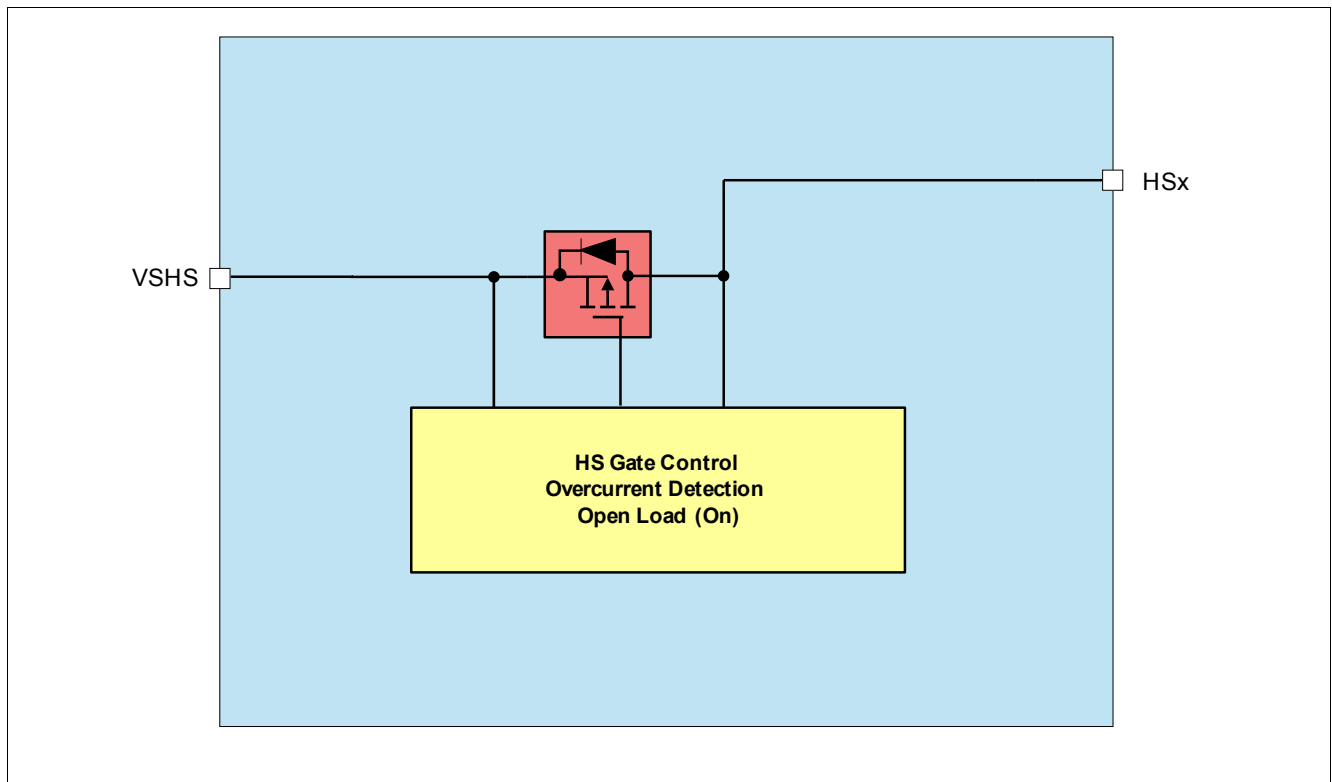 HSx
VSHS
HS Gate Control
Overcurrent Detection
Open Load (On)